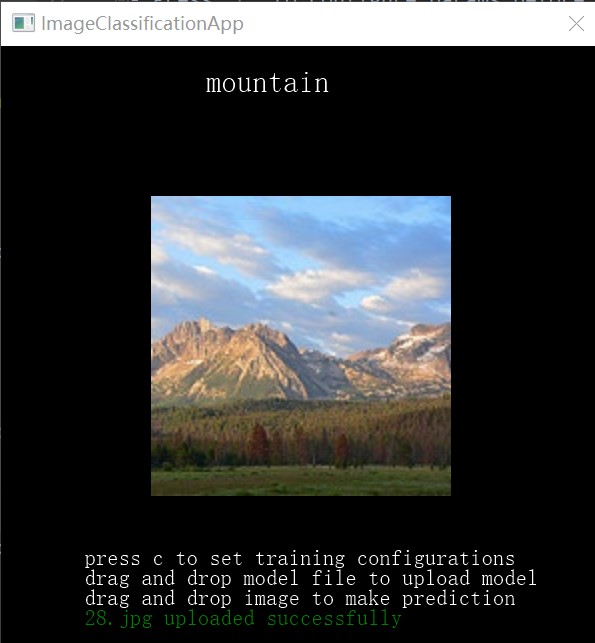 ImageClassificationApp
mountain
press c to set training configurations
drag and drop model file to upload model
drag and drop image to make prediction
28.jpg uploaded successfully